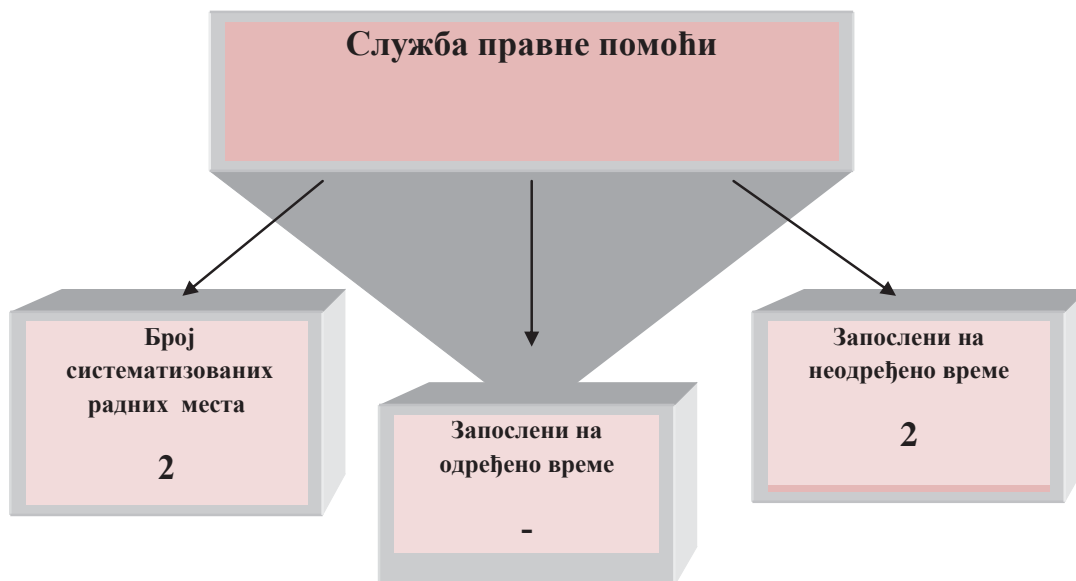 Служба правне помоћи
Број
систематизованих
радних места
2
Запослени на
одређено време
-
Запослени на
неодређено време
2